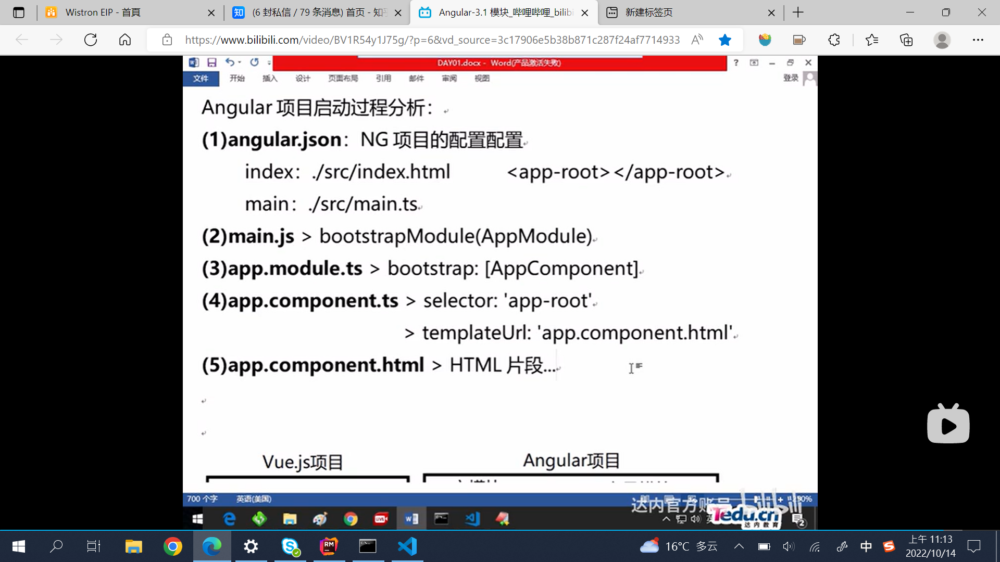 Wistron EIP - 首頁
(6 封私信 / 79 条消息) 首页 - 知乎
Angular-3.1 模块_哔哩哔哩_bilibi
新建标签页
https://www.bilibili.com/video/BV1R54y1J75g/?p=6&vd_source=3c17906e5b38b871c287f24af7714933
DAY01.docx - Word(产品激活失败)
文件 开始 插入 设计 页面布局 引用 邮件 审阅 视图 登录
Angular 项目启动过程分析：
(1)angular.json：NG 项目的配置配置
index：./src/index.html <app-root></app-root>
main：./src/main.ts
(2)main.js > bootstrapModule(AppModule)
(3)app.module.ts > bootstrap: [AppComponent]
(4)app.component.ts > selector: 'app-root'
> templateUrl: 'app.component.html'
(5)app.component.html > HTML 片段...
Vue.js项目 Angular项目
700 个字 英语(美国)
达内官方账号 bilibili
Tedu.cn
达内教育
2
16°C 多云
中
上午 11:13
2022/10/14